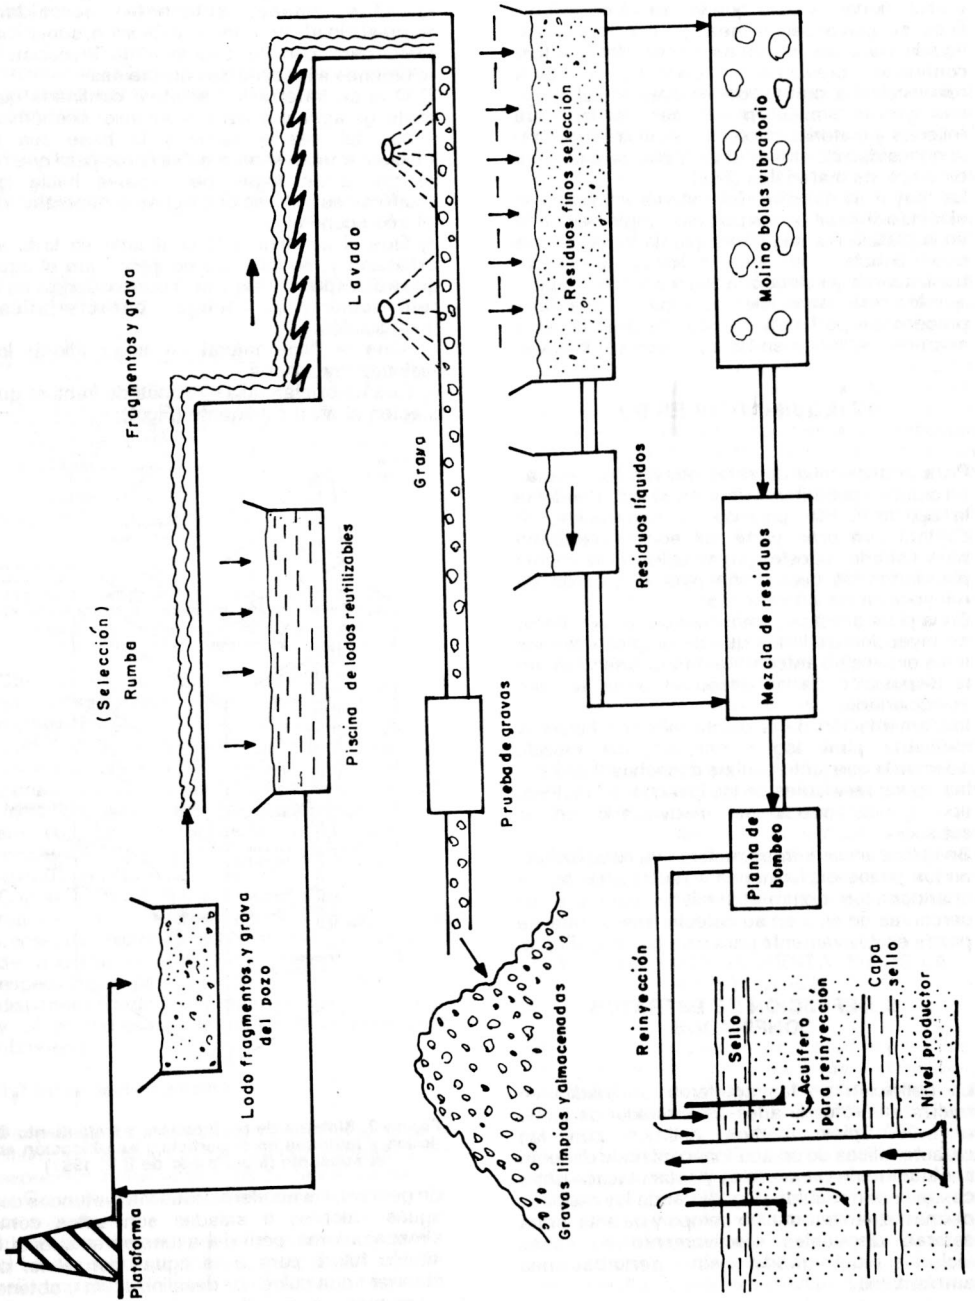 Plataforma
Lodo fragmentos, y grava
del pozo
(Selección)
Rumba
Fragmentos y grava
Piscina de lodos reutilizables
Lavado
Grava
Prueba de gravas
Gravas limpias almacenadas
Residuos finos selección
Residuos líquidos
Molino bolas vibratorio
Mezcla de residuos
Planta de
bombeo
Reinyección
Sello
Acuífero
para reinyección
Capa
sello
Nivel productor